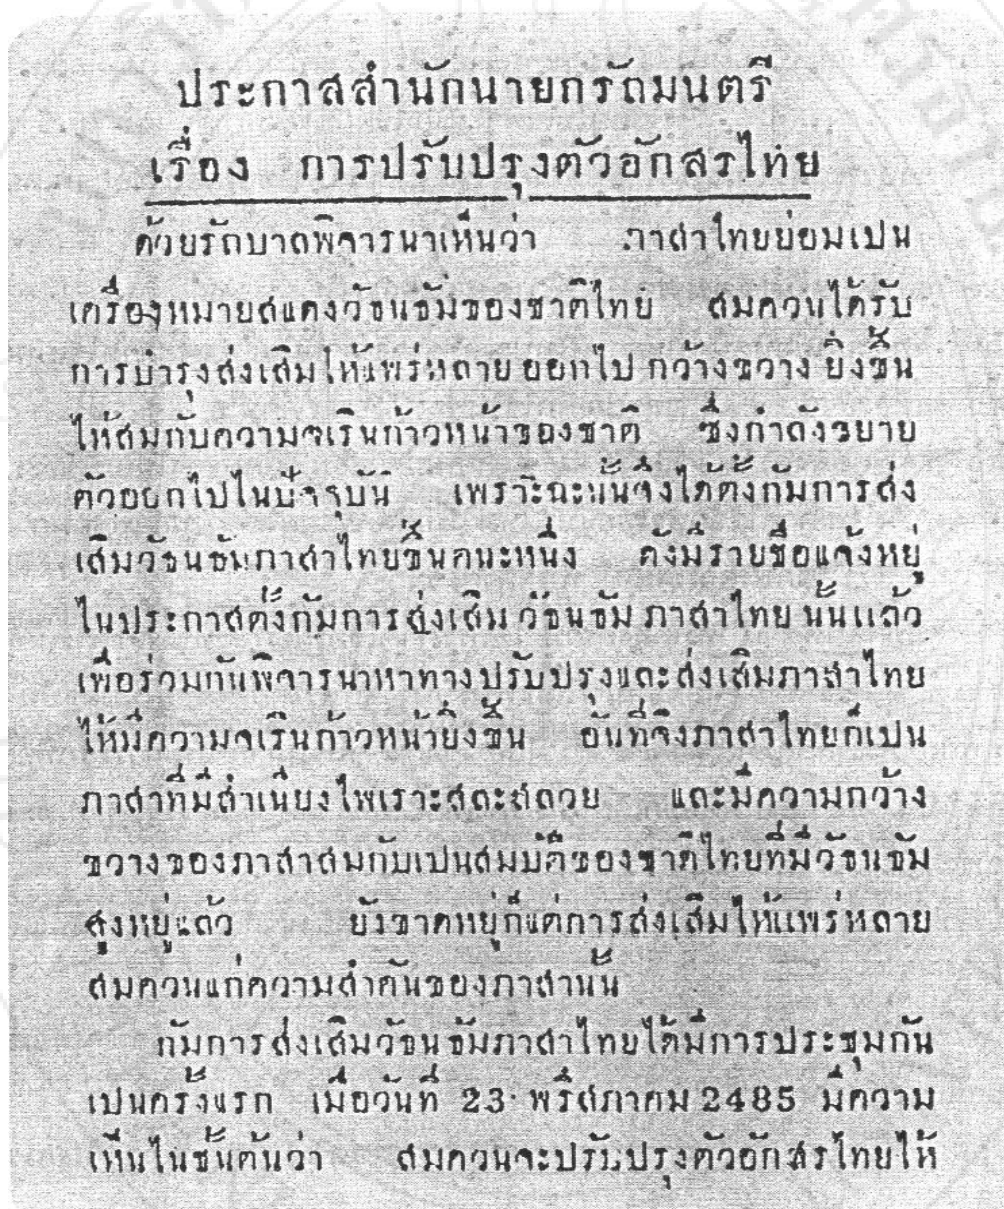 ประกาสสำนักนายกรัถมนตรี
เรื่อง การปรับปรุงตัวอักสรไทย
ด้วยรัถบาลพิจารนาเห็นว่า ภาสาไทยย่อมเปน
เครื่องหมายสแดงวัธนธัมของชาติไทย สมควนได้รับ
การบำรุงส่งเสิมให้แพร่หลาย ออกไป กว้างขวาง ยิ่งขึ้น
ไห้สมกับความจเรินก้าวหน้าของชาติ ซึ่งกำลังขยาย
ตัวออกไปไนปัจจุบันี เพราะฉะนั้นจึงได้ตั้งกัมการส่ง
เสิมวัธนธัมภาสาไทยขึ้นคนะหนึ่ง ดังมีรายชื่อแจ้งหยู่
ไนประกาสตั้งกัมการส่งเสิม วัธนธัม ภาสาไทย นั้นแล้ว
เพื่อร่วมกันพิจารนาหาทางปรับปรุงและส่งเสิมภาสาไทย
ไห้มีความจเรินก้าวหน้ายิ่งขึ้น อันที่จิงภาสาไทยก็เปน
ภาสาที่มีสำเนียงไพเราะสละสลวย และมีความกว้าง
ขวางของภาสาสมกับเปนสมบัติของชาติไทยที่มีวัธนธัม
สูงหยู่แล้ว ยังขาดหยู่ก็แต่การส่งเสิมไห้แพร่หลาย
สมควนแก่ความสำคันของภาสานั้น
กัมการส่งเสิมวัธนธัมภาสาไทยได้มีการประชุมกัน
เปนครั้งแรก เมื่อวันที่ 23 พรึสภาคม 2485 มีความ
เห็นไนชั้นต้นว่า สมควนจะปรับปรุงตัวอักสรไทยไห้